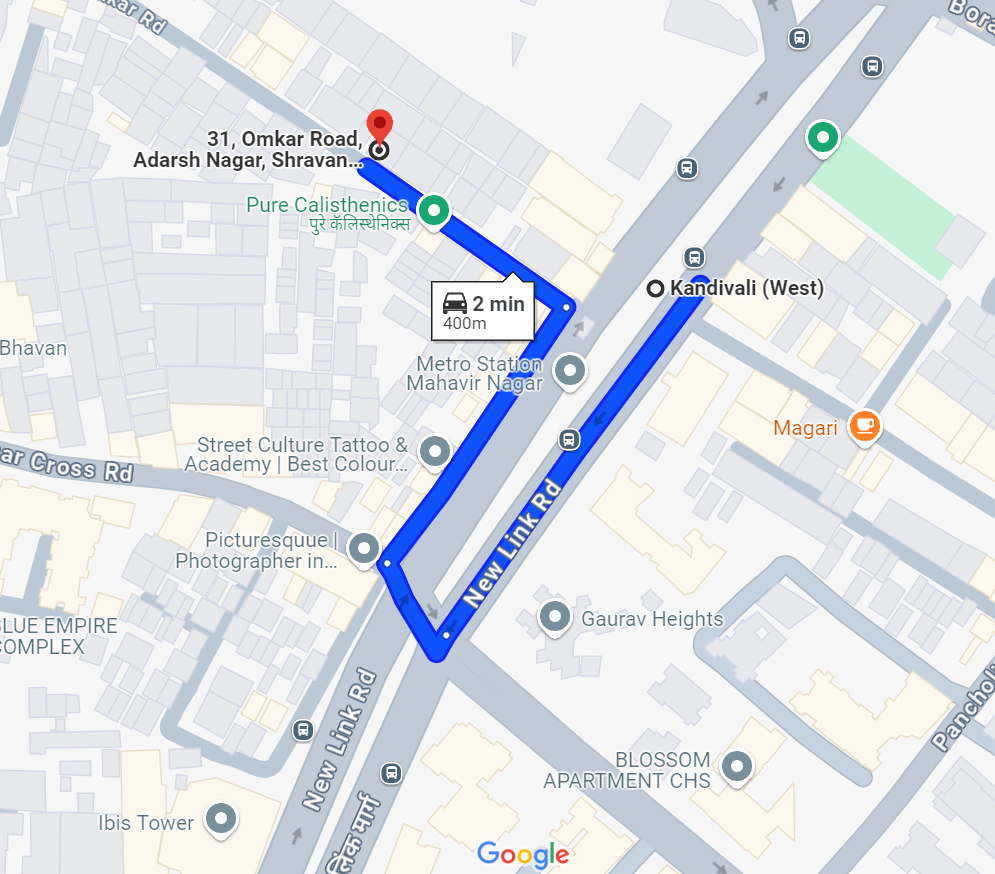 kar Rd
Bora
31, Omkar Road,
Adarsh Nagar, Shravan...
Pure Calisthenics
पुरे कॅलिस्थेनिक्स
Kandivali (West)
2 min
400m
Bhavan
Metro Station
Mahavir Nagar
Magari
Street Culture Tattoo &
Academy | Best Colour...
ar Cross Rd
New Link Rd
Picturesquue |
Photographer in...
Gaurav Heights
BLUE EMPIRE
COMPLEX
New Link Rd
Pancholi
BLOSSOM
APARTMENT CHS
Ibis Tower
लिंक मार्ग
Google